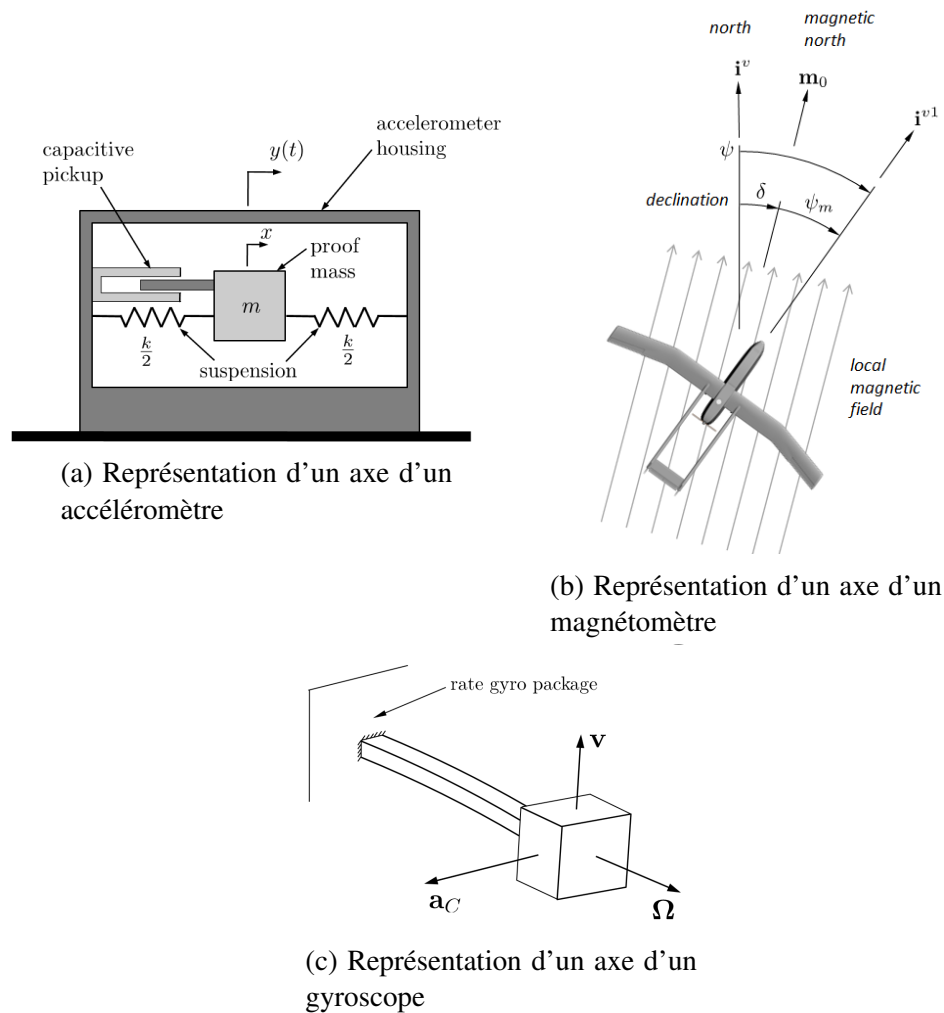 accelerometer
housing
y(t)
capacitive
pickup
x
proof
mass
m
k/2
k/2
suspension
(a) Représentation d'un axe d'un
accéléromètre
north
magnetic
north
i^v
m_0
i^{v1}
ψ
declination
δ
ψ_m
local
magnetic
field
(b) Représentation d'un axe d'un
magnétomètre
rate gyro package
v
a_C
Ω
(c) Représentation d'un axe d'un
gyroscope